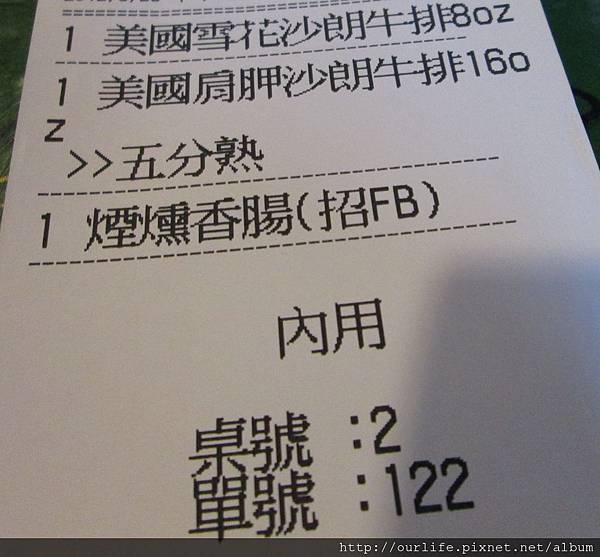 1 美國雪花沙朗牛排8oz
1 美國肩胛沙朗牛排16o
z
>>五分熟
1 煙燻香腸(招FB)
內用
桌號 :2
單號 :122
http://ourlife.pixnet.net/album